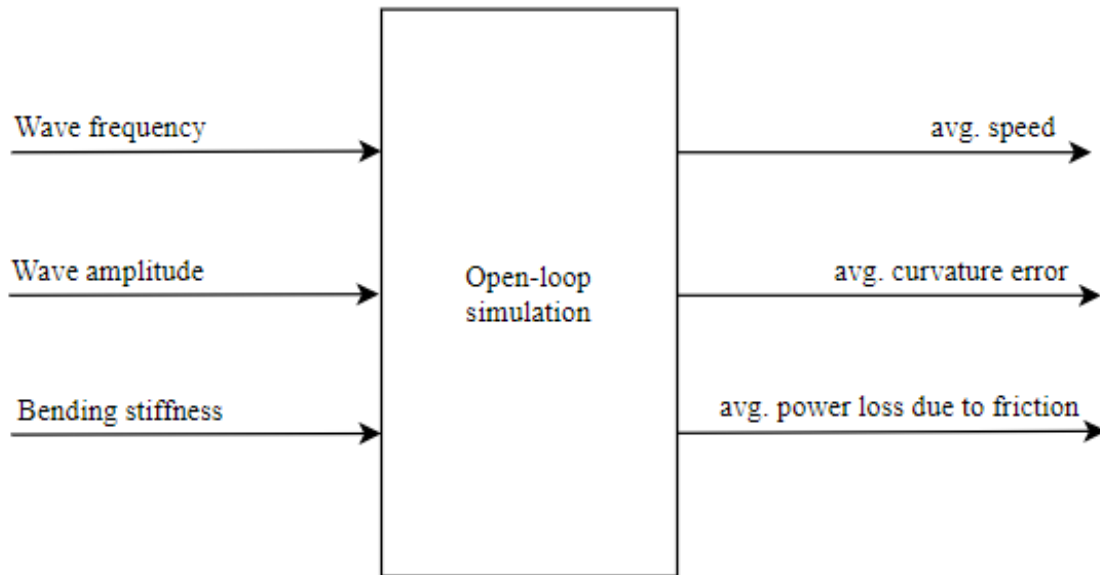 Wave frequency
avg. speed
Wave amplitude
Open-loop
simulation
avg. curvature error
Bending stiffness
avg. power loss due to friction